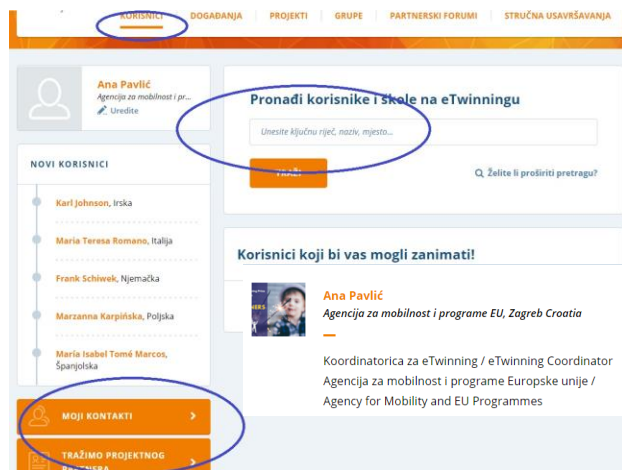 KORISNICI
DOGAĐANJA
PROJEKTI
GRUPE
PARTNERSKI FORUMI
STRUČNA USAVRŠAVANJA
Ana Pavlić
Agencija za mobilnost i pr...
Uredite
NOVI KORISNICI
Karl Johnson, Irska
Maria Teresa Romano, Italija
Frank Schiwek, Njemačka
Marzanna Karpińska, Poljska
María Isabel Tomé Marcos,
Španjolska
MOJI KONTAKTI
TRAŽIMO PROJEKTNOG
PARTNERA
Pronađi korisnike i škole na eTwinningu
Unesite ključnu riječ, naziv, mjesto...
TRAŽI
Želite li proširiti pretragu?
Korisnici koji bi vas mogli zanimati!
Ana Pavlić
Agencija za mobilnost i programe EU, Zagreb Croatia
Koordinatorica za eTwinning / eTwinning Coordinator
Agencija za mobilnost i programe Europske unije /
Agency for Mobility and EU Programmes